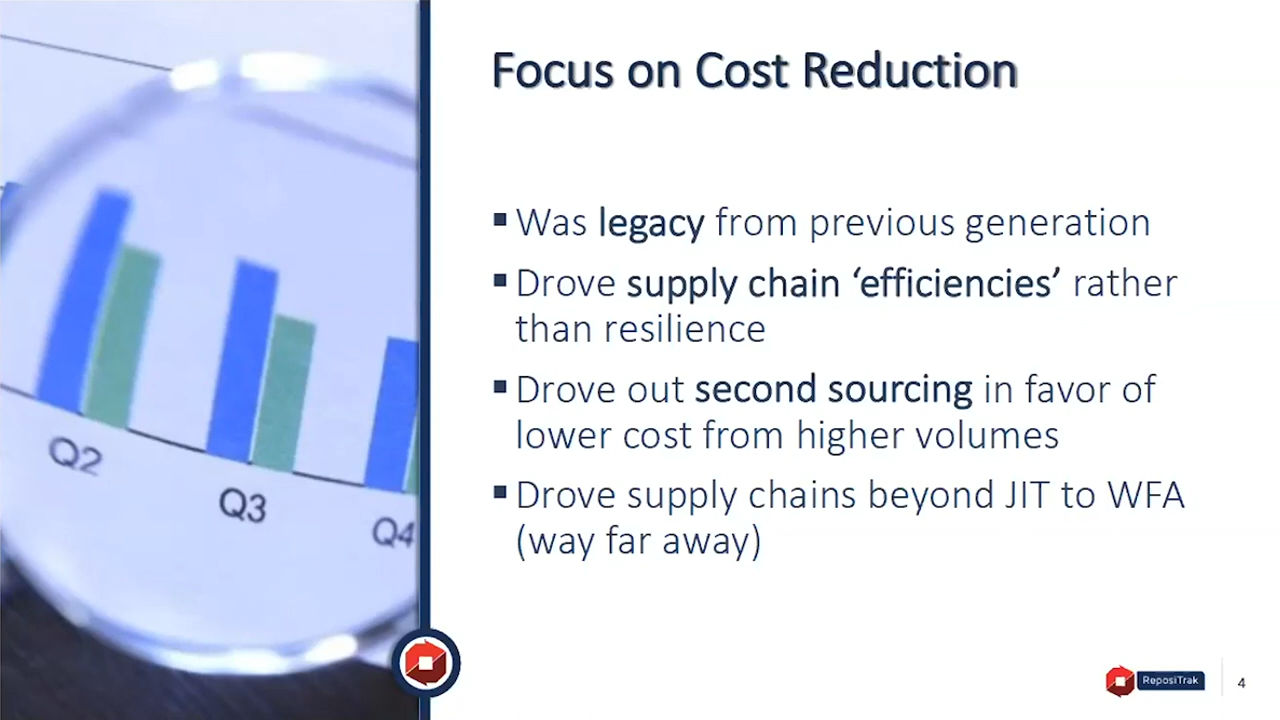 Focus on Cost Reduction
▪ Was legacy from previous generation
▪ Drove supply chain ‘efficiencies’ rather
than resilience
▪ Drove out second sourcing in favor of
lower cost from higher volumes
▪ Drove supply chains beyond JIT to WFA
(way far away)
Q2
Q3
Q4
ReposiTrak
4